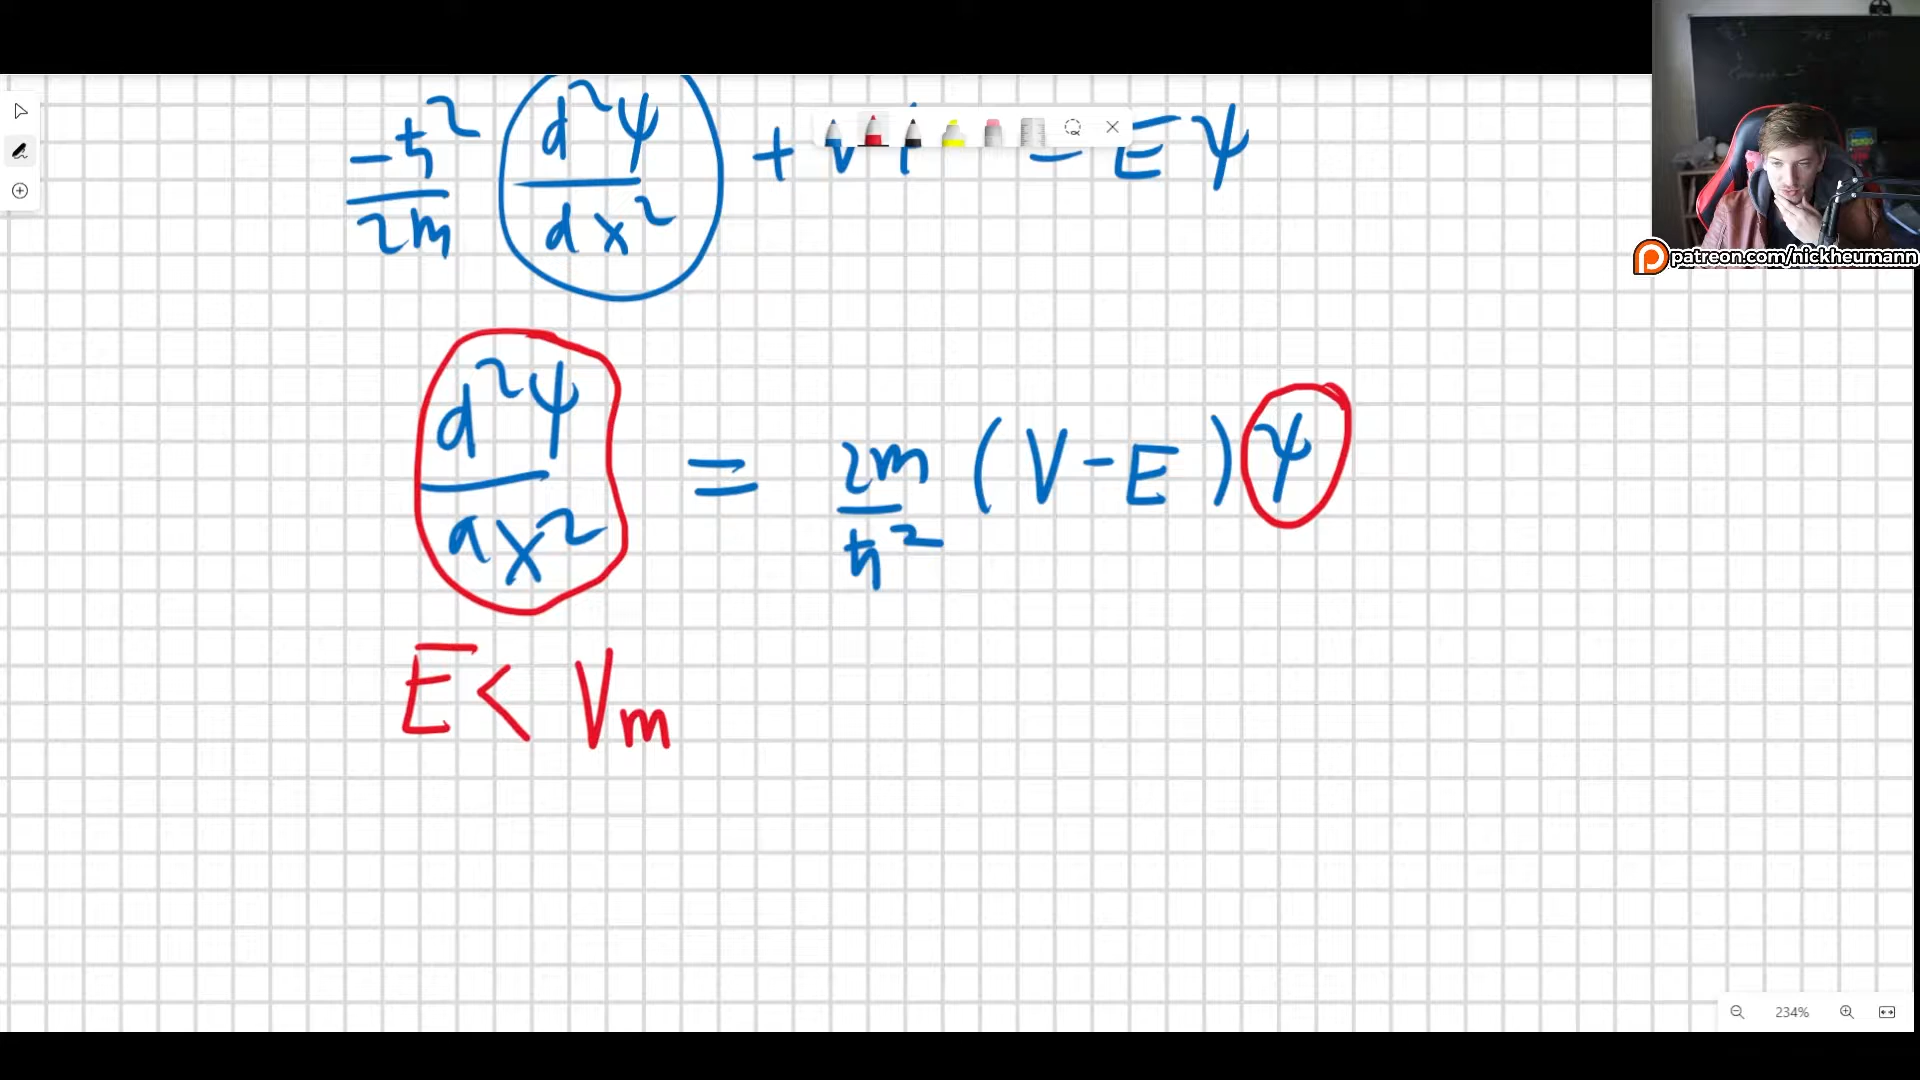 -ħ² d²ψ + V = Eψ
2m dx²
d²ψ = 2m (V-E)ψ
dx² ħ²
E< Vm
patreon.com/nickheumann
234%